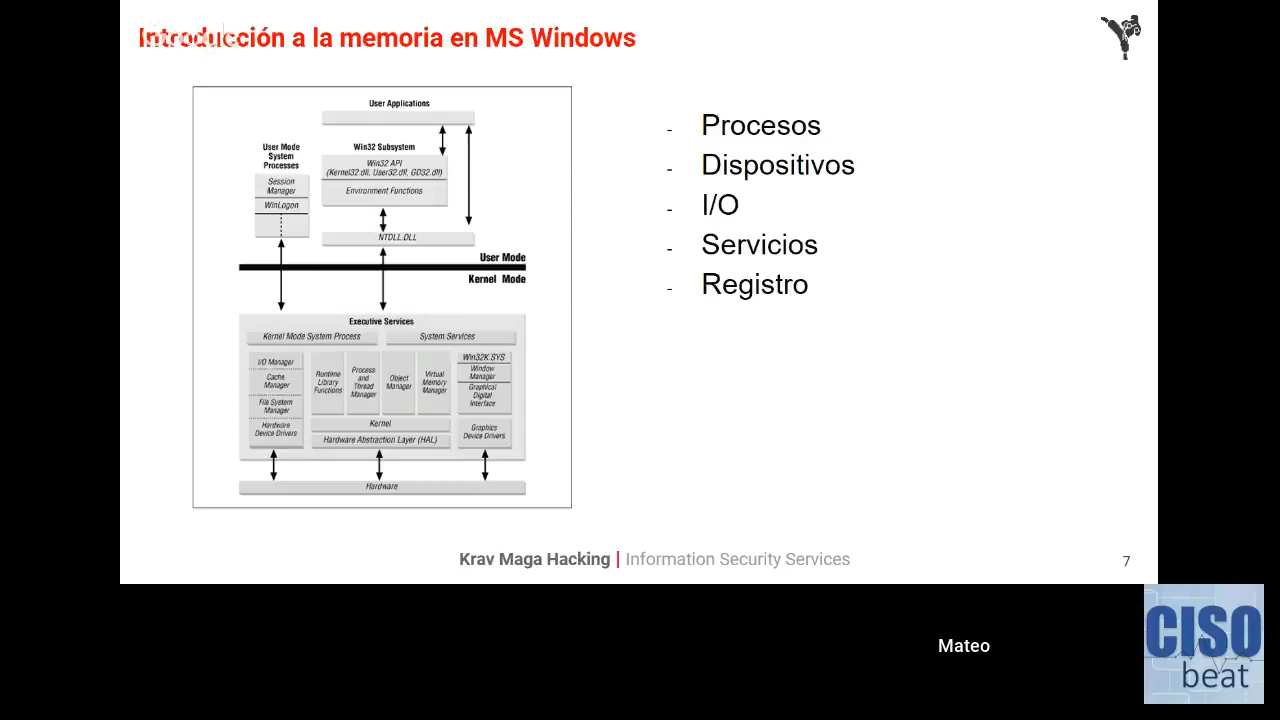 Introducción a la memoria en MS Windows
Google
User Applications
User Mode
System
Processes
Session
Manager
WinLogon
Win32 Subsystem
Win32 API
(Kernel32.dll, User32.dll, GD32.dll)
Environment Functions
NTDLL.DLL
User Mode
Kernel Mode
Executive Services
Kernel Mode System Process
System Services
I/O Manager
Cache
Manager
File System
Manager
Hardware
Device Drivers
Runtime
Library
Functions
Process
and
Thread
Manager
Object
Manager
Virtual
Memory
Manager
Win32K.SYS
Window
Manager
Graphical
Digital
Interface
Graphics
Device Drivers
Kernel
Hardware Abstraction Layer (HAL)
Hardware
- Procesos
- Dispositivos
- I/O
- Servicios
- Registro
Krav Maga Hacking | Information Security Services
7
Mateo
CISO
beat